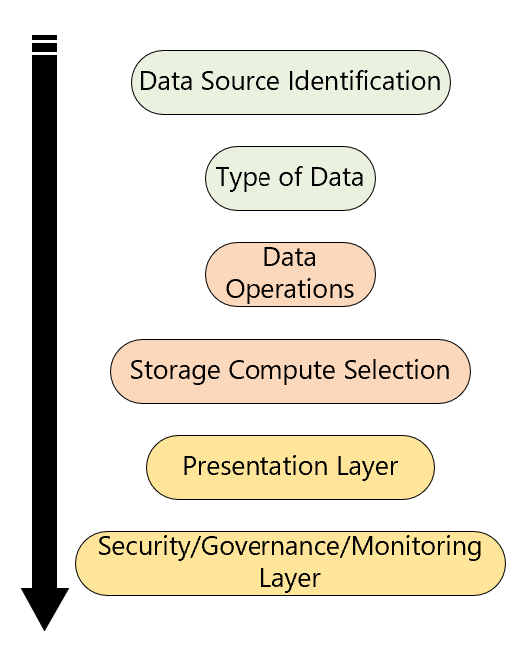 Data Source Identification
Type of Data
Data
Operations
Storage Compute Selection
Presentation Layer
Security/Governance/Monitoring
Layer